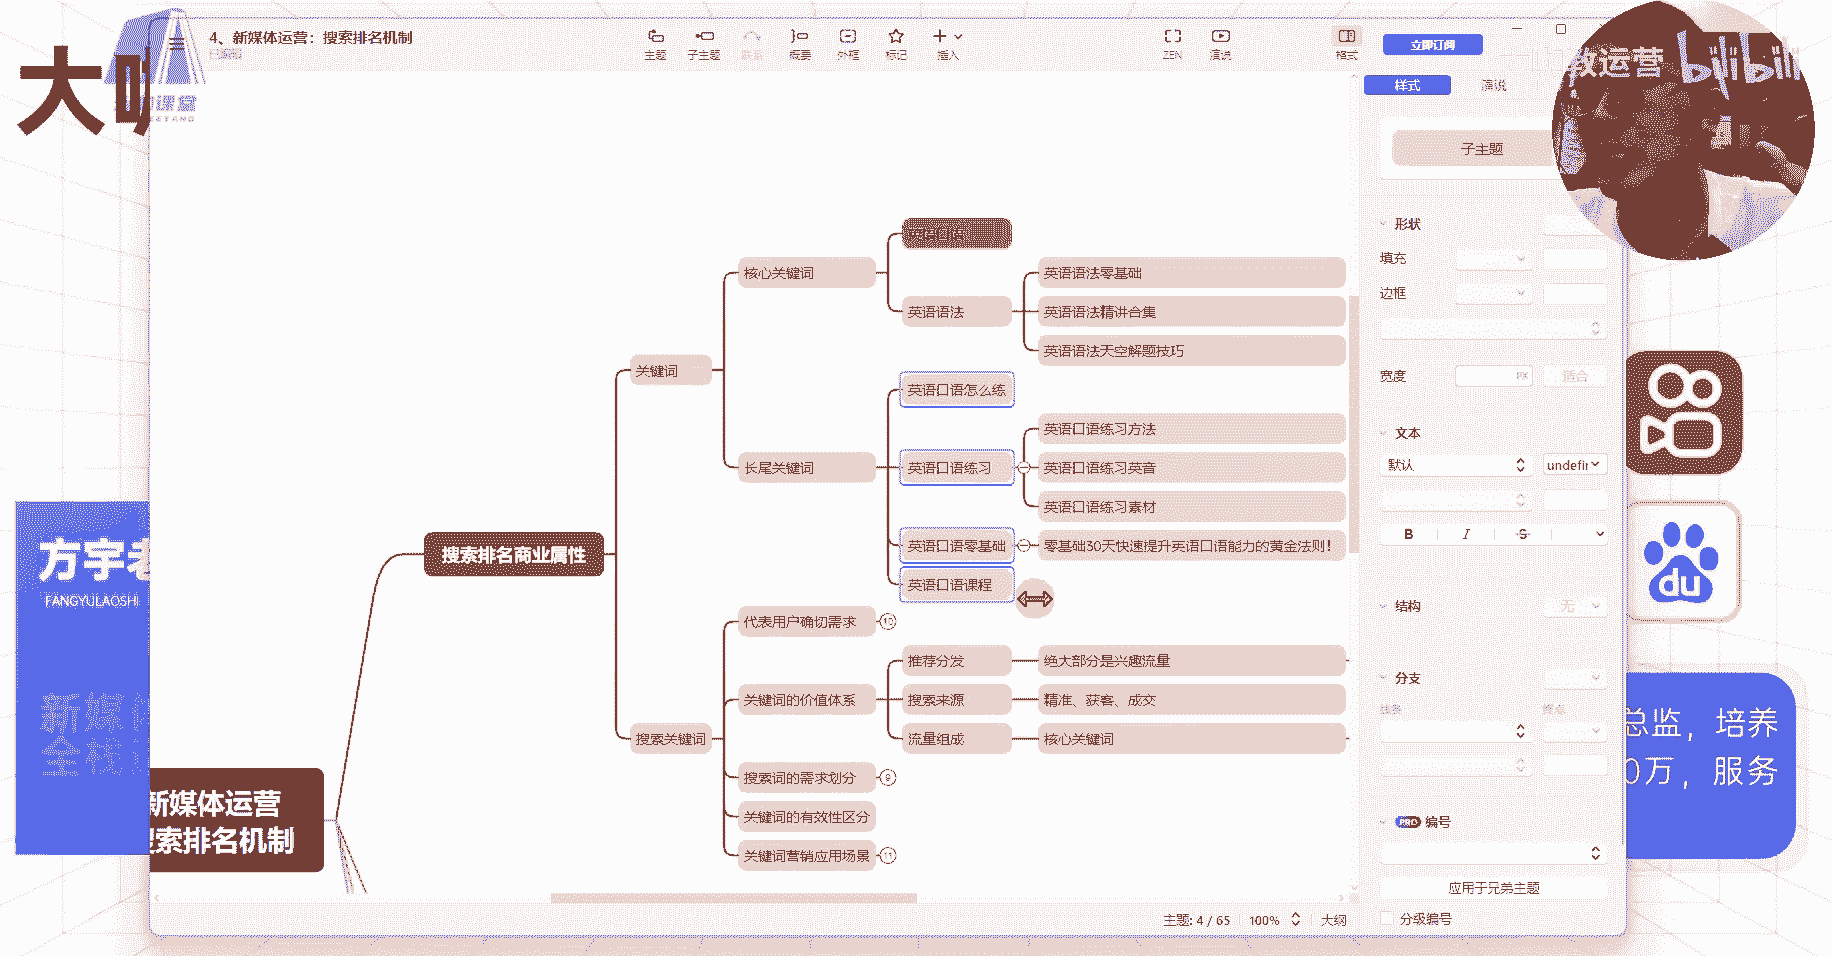 4、新媒体运营：搜索排名机制
已编辑
主题
子主题
联系
概要
外框
标记
插入
ZEN
演说
格式
立即订阅
样式
演说
子主题
教运营
bilibili
大
课堂
形状
填充
边框
宽度
PX
适合
文本
默认
undefir
B
I
S
结构
无
分支
PRO 编号
应用于兄弟主题
分级编号
核心关键词
英语口语
英语语法
英语语法零基础
英语语法精讲合集
英语语法天空解题技巧
关键词
长尾关键词
英语口语怎么练
英语口语练习
英语口语练习方法
英语口语练习英音
英语口语练习素材
英语口语零基础
零基础30天快速提升英语口语能力的黄金法则！
英语口语课程
搜索排名商业属性
代表用户确切需求
关键词的价值体系
推荐分发
绝大部分是兴趣流量
搜索来源
精准、获客、成交
流量组成
核心关键词
搜索关键词
搜索词的需求划分
9
关键词的有效性区分
关键词营销应用场景
11
新媒体运营
搜索排名机制
主题: 4 / 65
100%
大纲
方宇老
FANGYULAOSHI
新媒体
全栈
du
总监，培养
0万，服务